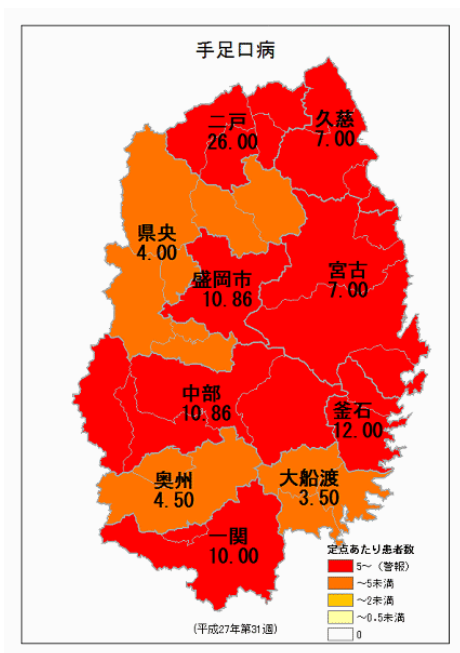 手足口病
二戸
26.00
久慈
7.00
県央
4.00
盛岡市
10.86
宮古
7.00
中部
10.86
釜石
12.00
奥州
4.50
大船渡
3.50
一関
10.00
定点あたり患者数
5～（警報）
～5未満
～2未満
～0.5未満
0
(平成27年第31週)